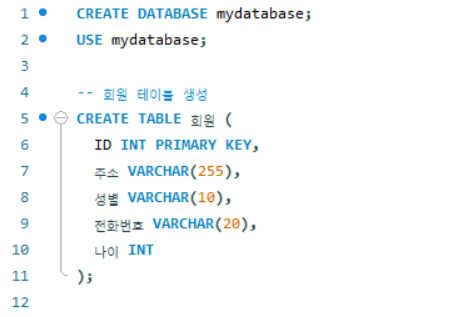 1 CREATE DATABASE mydatabase;
2 USE mydatabase;
3
4 -- 회원 테이블 생성
5 CREATE TABLE 회원 (
6 ID INT PRIMARY KEY,
7 주소 VARCHAR(255),
8 성별 VARCHAR(10),
9 전화번호 VARCHAR(20),
10 나이 INT
11 );
12